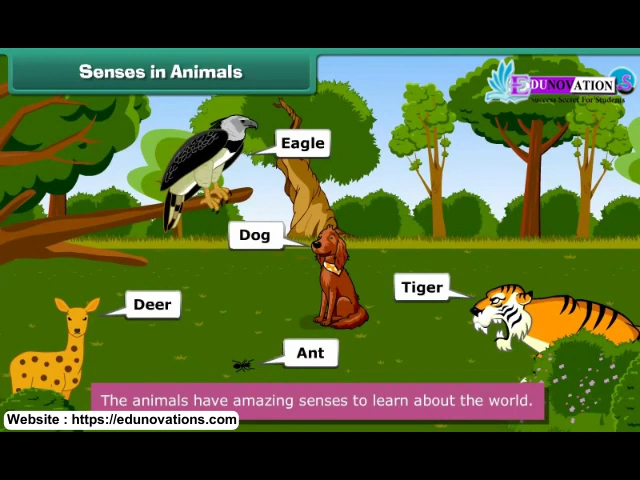 Senses in Animals
EDUNOVATIONS
Success Secret For Students
Eagle
Dog
Tiger
Deer
Ant
The animals have amazing senses to learn about the world.
Website : https://edunovations.com